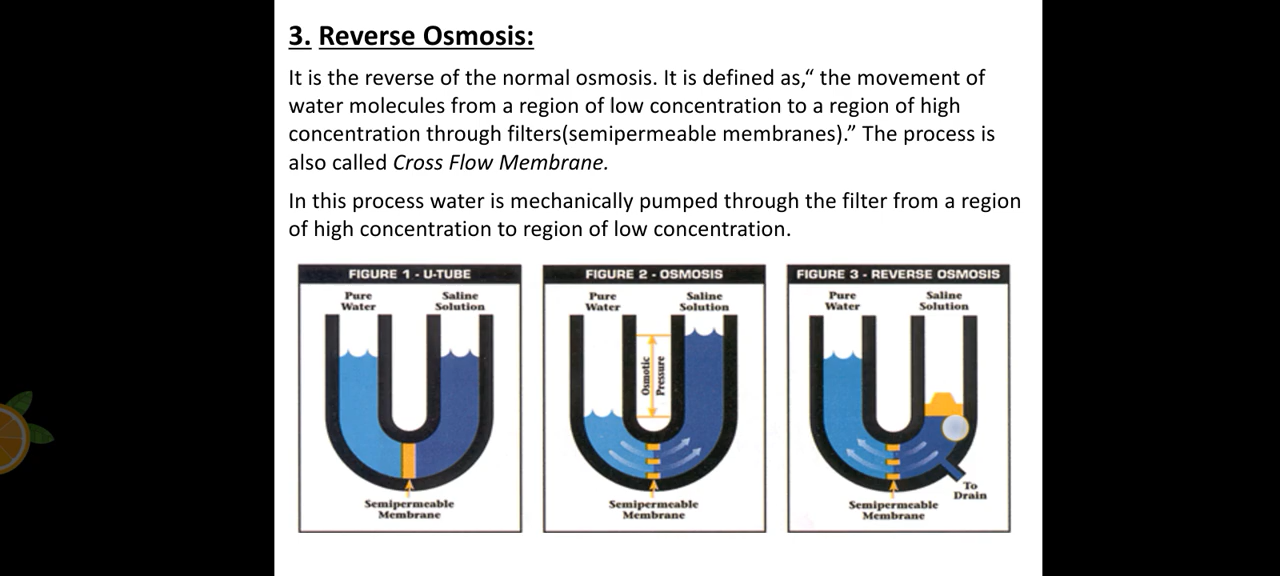 3. Reverse Osmosis:
It is the reverse of the normal osmosis. It is defined as,“ the movement of
water molecules from a region of low concentration to a region of high
concentration through filters(semipermeable membranes).” The process is
also called Cross Flow Membrane.
In this process water is mechanically pumped through the filter from a region
of high concentration to region of low concentration.
FIGURE 1 - U-TUBE
Pure
Water
Saline
Solution
Semipermeable
Membrane
FIGURE 2 - OSMOSIS
Pure
Water
Saline
Solution
Osmotic
Pressure
Semipermeable
Membrane
FIGURE 3 - REVERSE OSMOSIS
Pure
Water
Saline
Solution
To
Drain
Semipermeable
Membrane